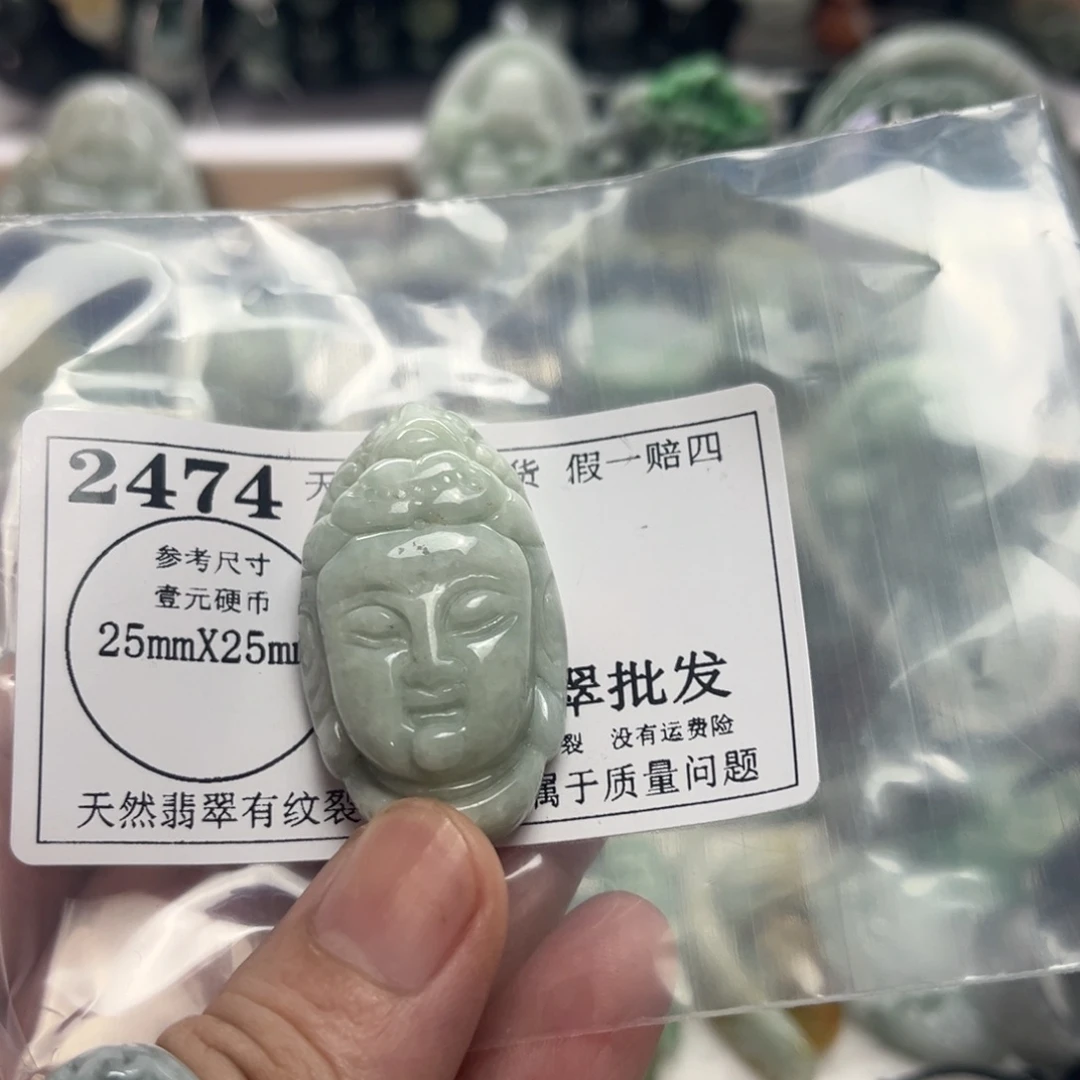 2474
天 货 假一赔四
参考尺寸
壹元硬币
25mmX25m
翠批发
裂 没有运费险
天然翡翠有纹裂 属于质量问题